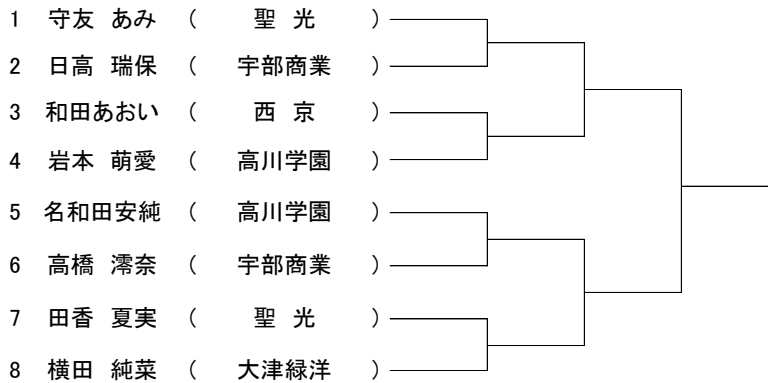 1 守友 あみ ( 聖 光 )
2 日高 瑞保 ( 宇部商業 )
3 和田あおい ( 西 京 )
4 岩本 萌愛 ( 高川学園 )
5 名和田安純 ( 高川学園 )
6 高橋 澪奈 ( 宇部商業 )
7 田香 夏実 ( 聖 光 )
8 横田 純菜 ( 大津緑洋 )